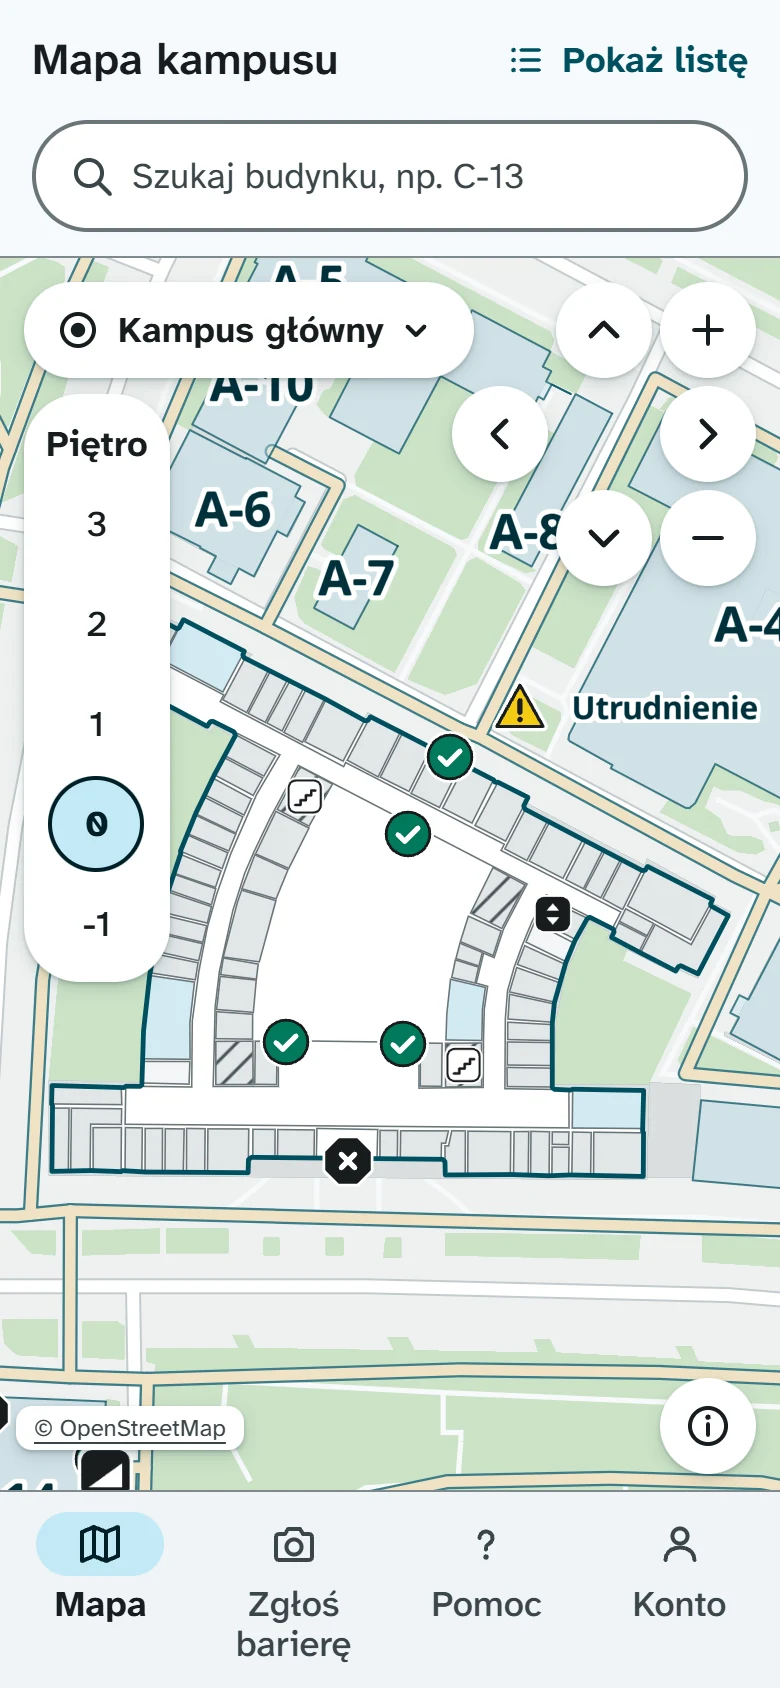 Mapa kampusu
Pokaż listę
Szukaj budynku, np. C-13
A-5
Kampus główny
A-10
Piętro
3
A-6
A-8
A-7
2
A-4
1
Utrudnienie
0
-1
© OpenStreetMap
Mapa
Zgłoś
barierę
Pomoc
Konto